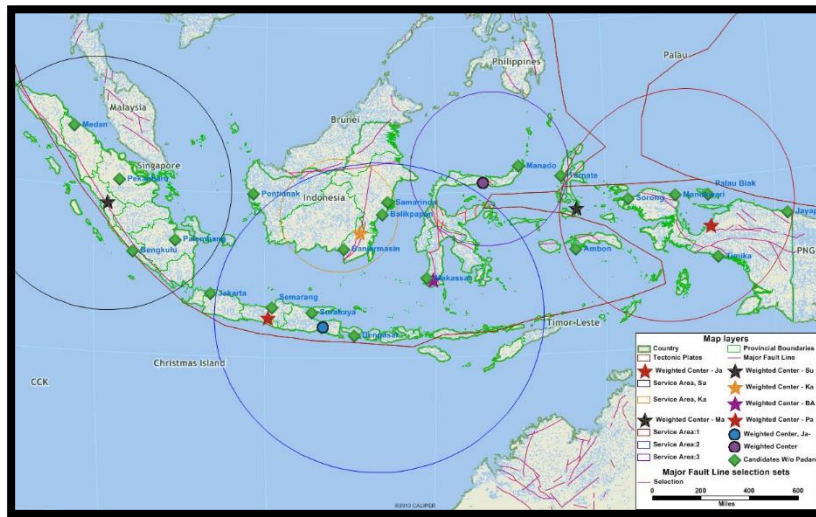 Philippines
Palau
Malaysia
Medan
Brunei
Singapore
Manado
Ternate
Pekanbaru
Palau Biak
Manokwari
Pontianak
Sorong
Indonesia
Samarinda
Balikpapan
Jayap
Palembang
Bengkulu
Banjarmasin
Ambon
Timika
PNG
Makassar
Jakarta
Semarang
Surabaya
Denpasar
Timor-Leste
Christmas Island
CCK
Map layers
Country
Provincial Boundaries
Tectonic Plates
Major Fault Line
Weighted Center - Ja
Weighted Center - Su
Service Area, Su
Weighted Center - Ka
Service Area, Ka
Weighted Center - BA
Weighted Center - Ma
Weighted Center - Pa
Service Area:1
Weighted Center, Ja-
Service Area:2
Weighted Center
Service Area:3
Candidates W/o Padan
Major Fault Line selection sets
Selection
0 200 400 600
Miles
©2013 CALIPER